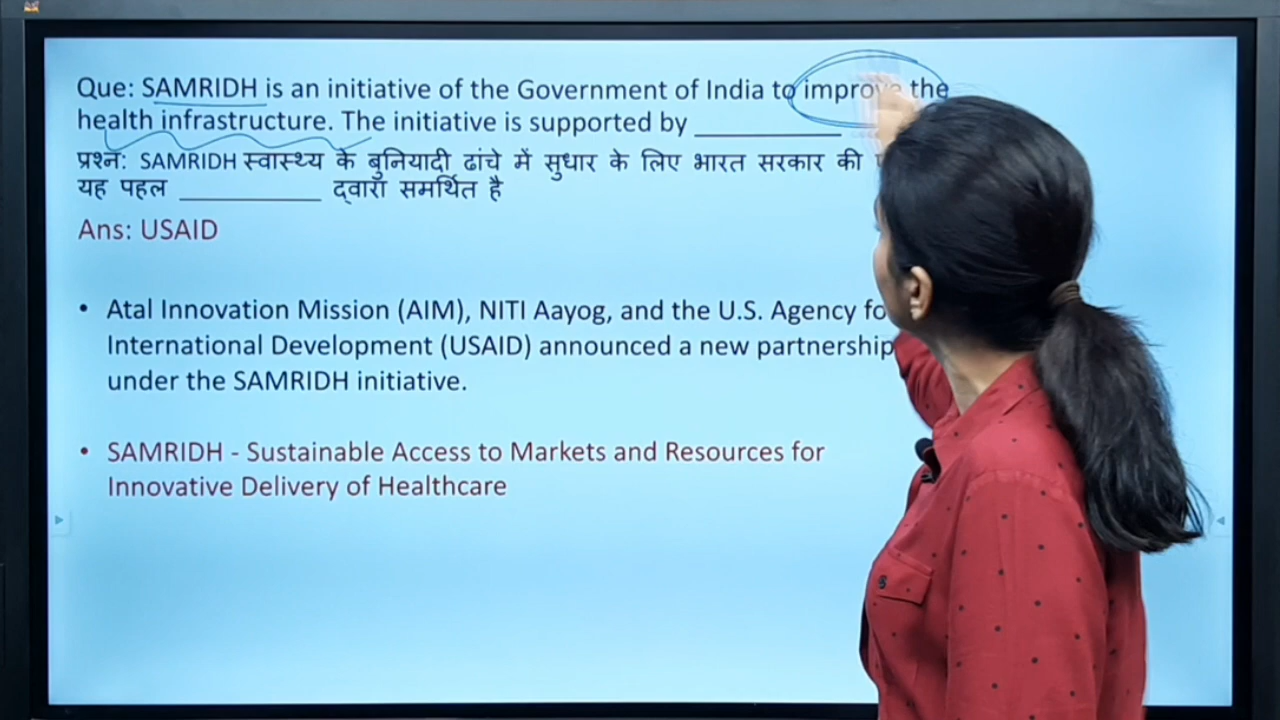 Que: SAMRIDH is an initiative of the Government of India to improve the
health infrastructure. The initiative is supported by ____________
प्रश्न: SAMRIDH स्वास्थ्य के बुनियादी ढांचे में सुधार के लिए भारत सरकार की
यह पहल ____________ द्वारा समर्थित है
Ans: USAID
• Atal Innovation Mission (AIM), NITI Aayog, and the U.S. Agency fo
International Development (USAID) announced a new partnership
under the SAMRIDH initiative.
• SAMRIDH - Sustainable Access to Markets and Resources for
Innovative Delivery of Healthcare